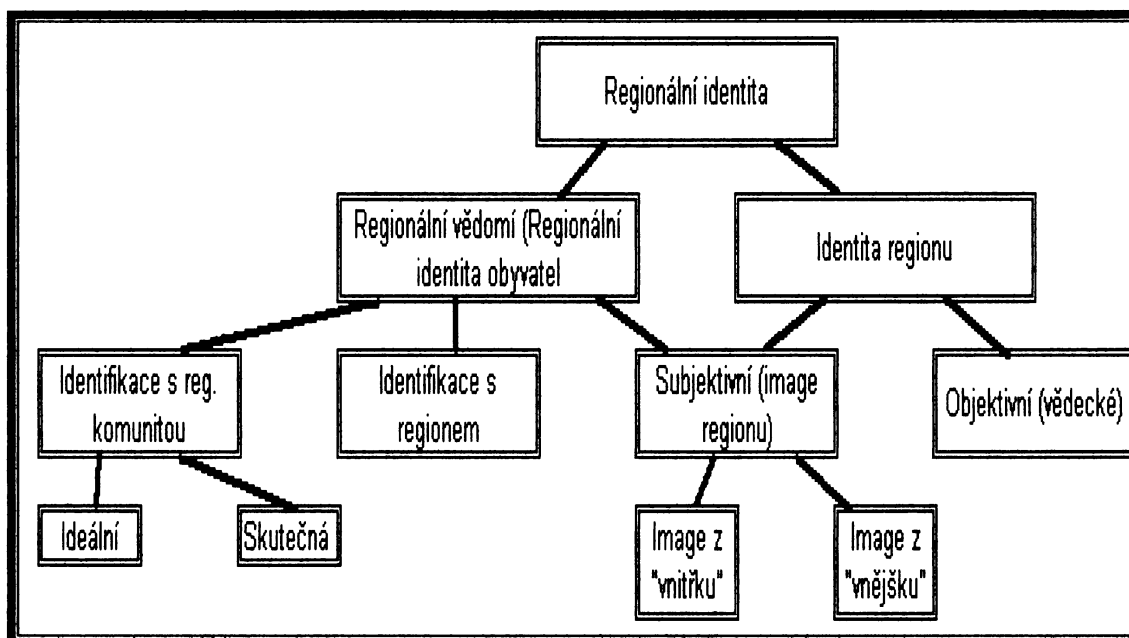 Regionální identita
Regionální vědomí (Regionální
identita obyvatel
Identita regionu
Identifikace s reg.
komunitou
Identifikace s
regionem
Subjektivní (image
regionu)
Objektivní (vědecké)
Ideální
Skutečná
Image z
"vnitřku"
Image z
"vnějšku"